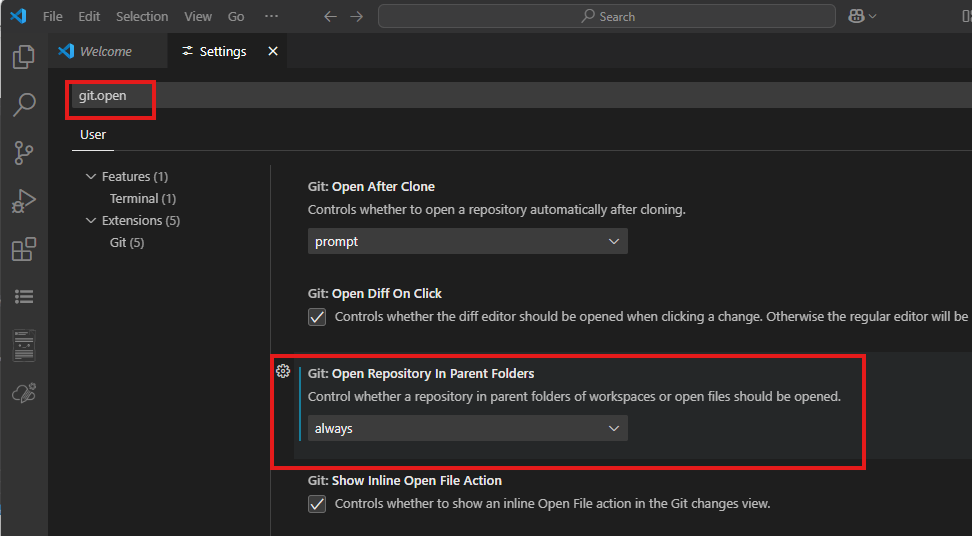 File Edit Selection View Go ··· Search
Welcome Settings
git.open
User
Features (1)
Terminal (1)
Extensions (5)
Git (5)
Git: Open After Clone
Controls whether to open a repository automatically after cloning.
prompt
Git: Open Diff On Click
Controls whether the diff editor should be opened when clicking a change. Otherwise the regular editor will be
Git: Open Repository In Parent Folders
Control whether a repository in parent folders of workspaces or open files should be opened.
always
Git: Show Inline Open File Action
Controls whether to show an inline Open File action in the Git changes view.